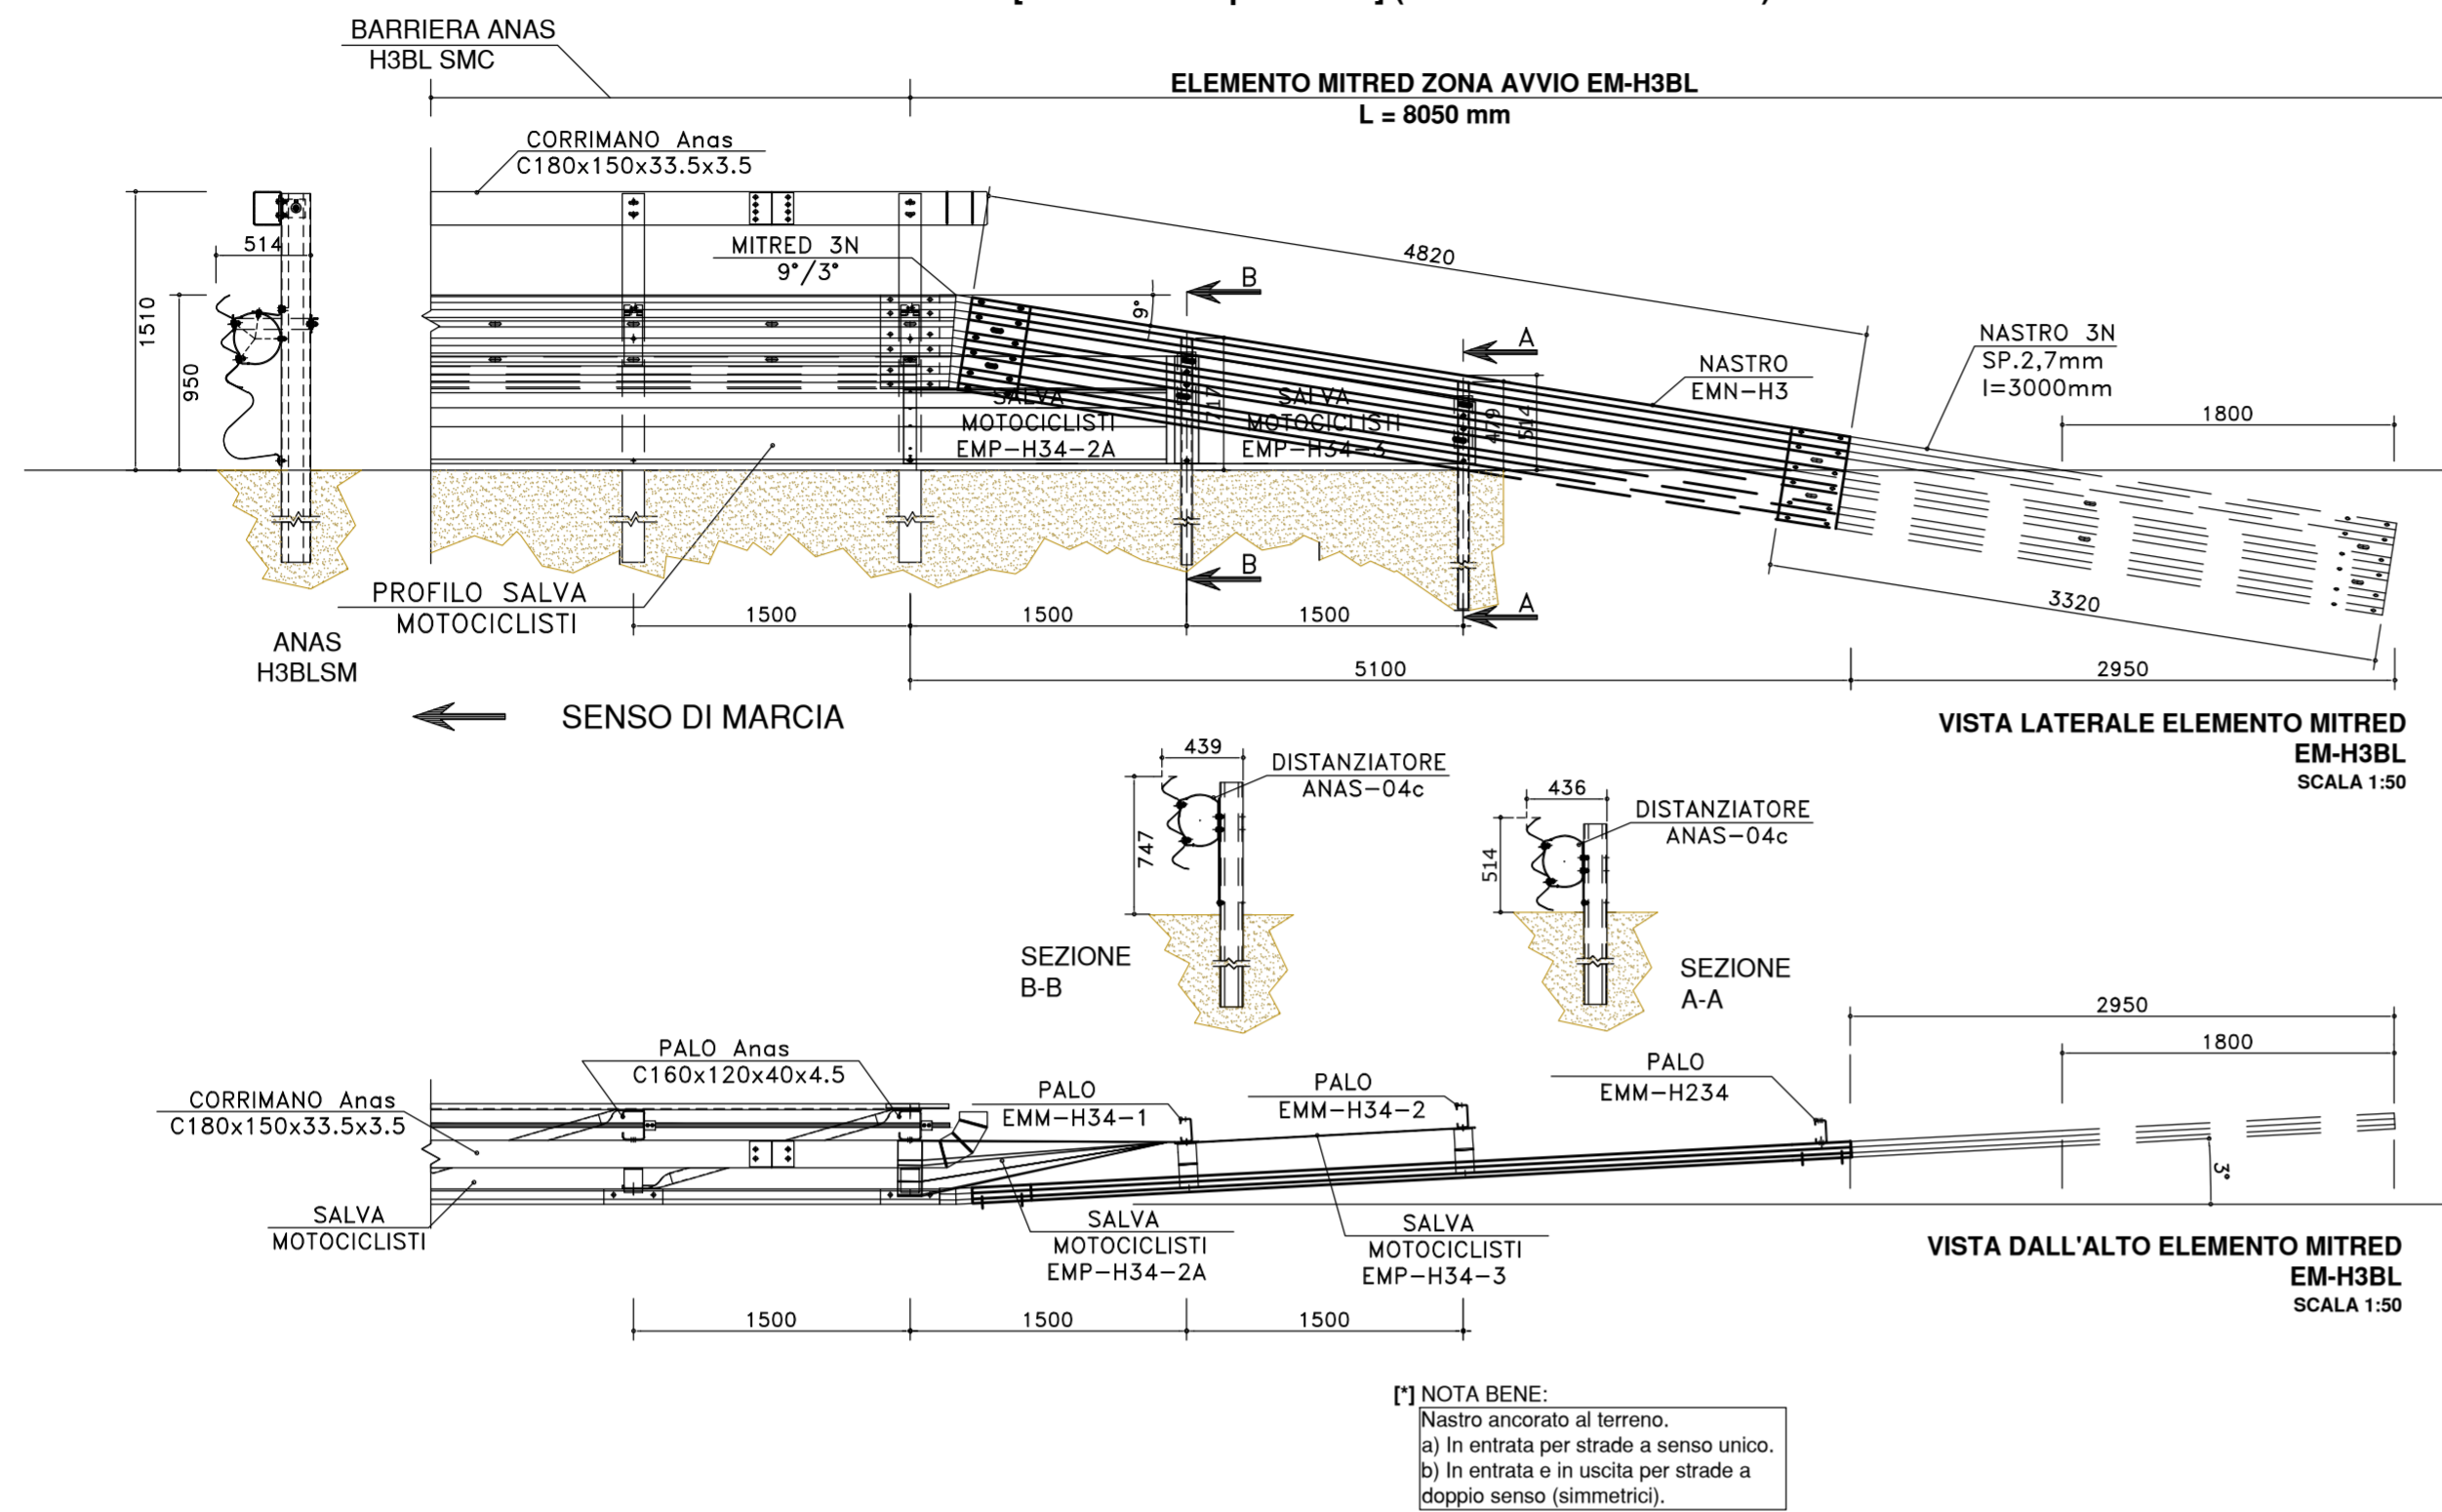 BARRIERA ANAS
H3BL SMC
ELEMENTO MITRED ZONA AVVIO EM-H3BL
L = 8050 mm
CORRIMANO Anas
C180x150x33.5x3.5
514
MITRED 3N
9°/3°
4820
B
9°
A
NASTRO 3N
SP.2,7mm
l=3000mm
NASTRO
EMN-H3
1800
1510
950
SALVA
MOTOCICLISTI
EMP-H34-2A
SALVA
MOTOCICLISTI
EMP-H34-3
479
514
B
A
PROFILO SALVA
MOTOCICLISTI
3320
1500
1500
1500
ANAS
H3BLSM
5100
2950
SENSO DI MARCIA
VISTA LATERALE ELEMENTO MITRED
EM-H3BL
SCALA 1:50
439
DISTANZIATORE
ANAS-04c
747
436
DISTANZIATORE
ANAS-04c
514
SEZIONE
B-B
SEZIONE
A-A
2950
1800
PALO Anas
C160x120x40x4.5
CORRIMANO Anas
C180x150x33.5x3.5
PALO
EMM-H34-1
PALO
EMM-H34-2
PALO
EMM-H234
3°
SALVA
MOTOCICLISTI
SALVA
MOTOCICLISTI
EMP-H34-2A
SALVA
MOTOCICLISTI
EMP-H34-3
VISTA DALL'ALTO ELEMENTO MITRED
EM-H3BL
SCALA 1:50
1500
1500
1500
[*] NOTA BENE:
Nastro ancorato al terreno.
a) In entrata per strade a senso unico.
b) In entrata e in uscita per strade a
doppio senso (simmetrici).